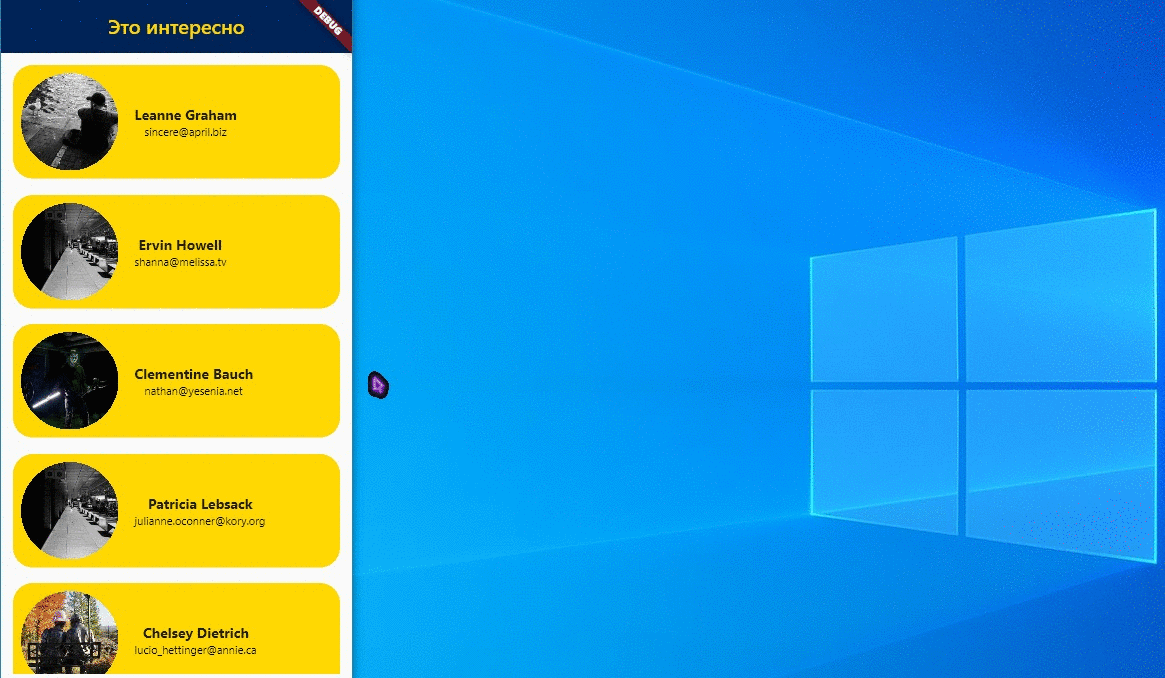 Это интересно
DEBUG
Leanne Graham
sincere@april.biz
Ervin Howell
shanna@melissa.tv
Clementine Bauch
nathan@yesenia.net
Patricia Lebsack
julianne.oconner@kory.org
Chelsey Dietrich
lucio_hettinger@annie.ca